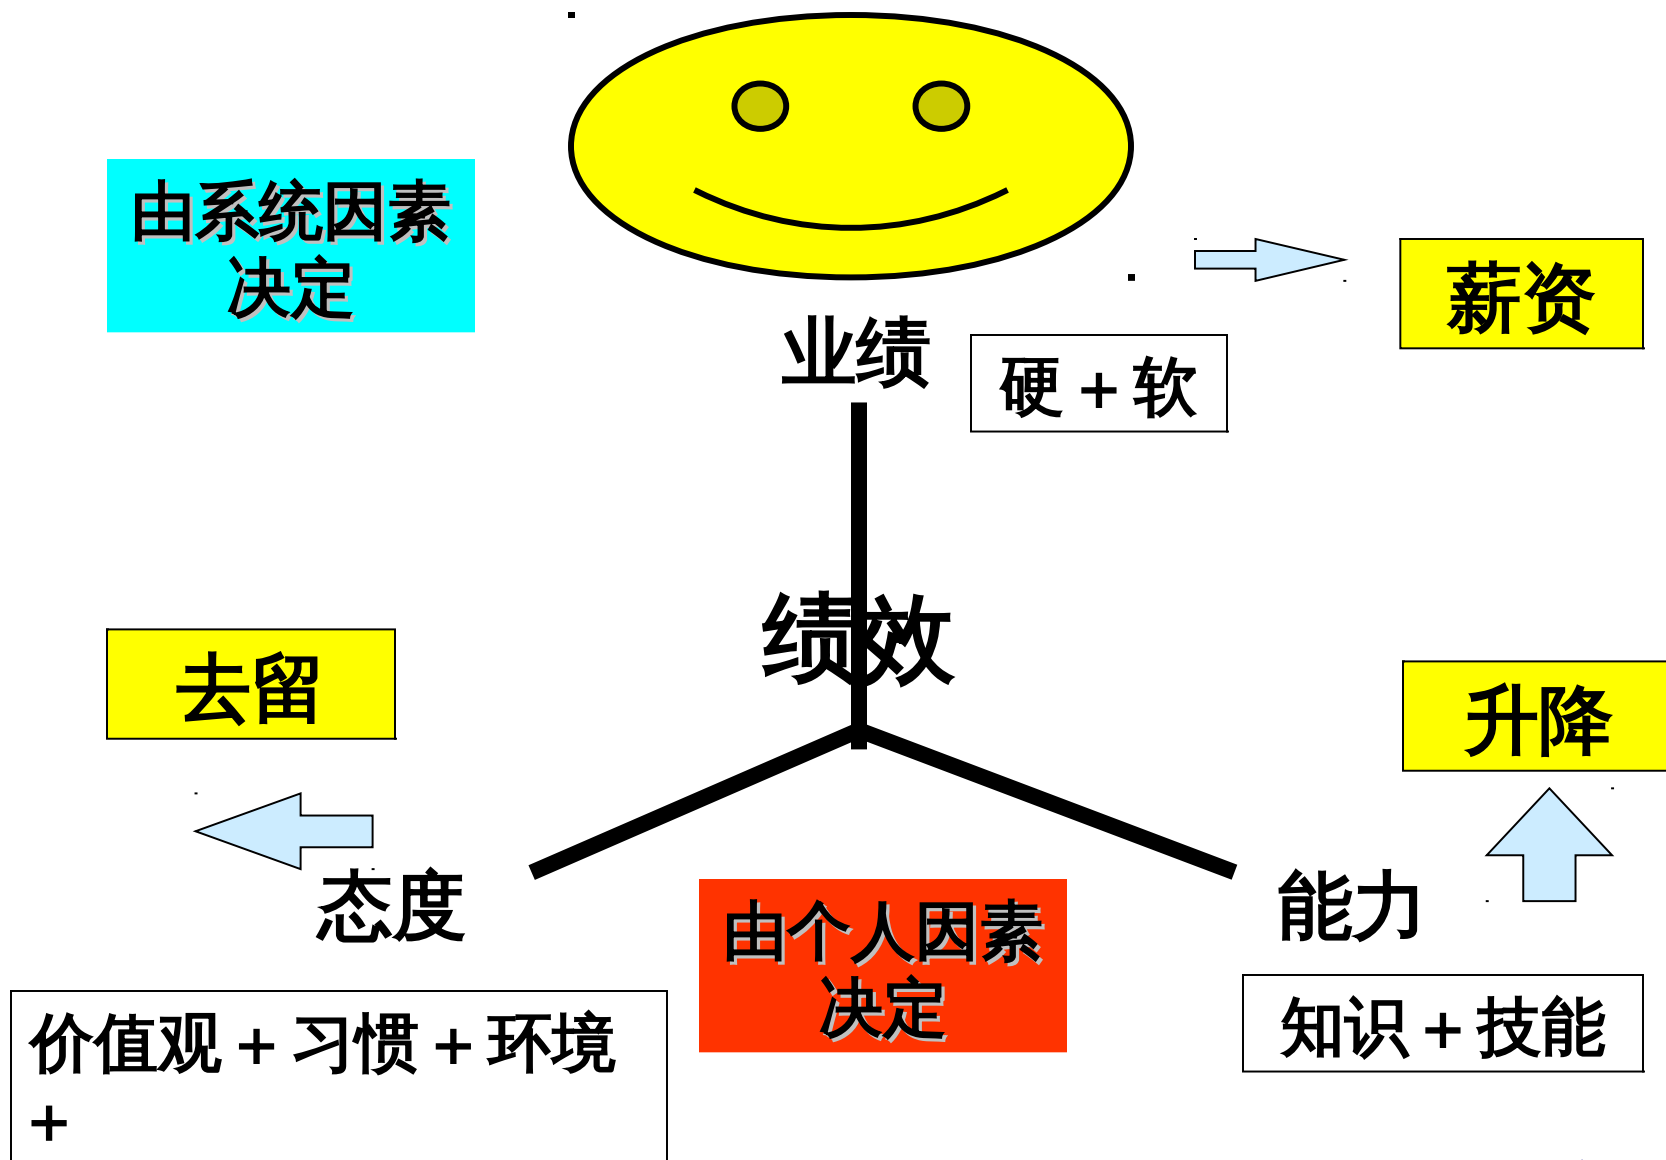 由系统因素
决定
薪资
业绩
硬＋软
绩效
去留
升降
态度
能力
由个人因素
决定
知识＋技能
价值观＋习惯＋环境
＋